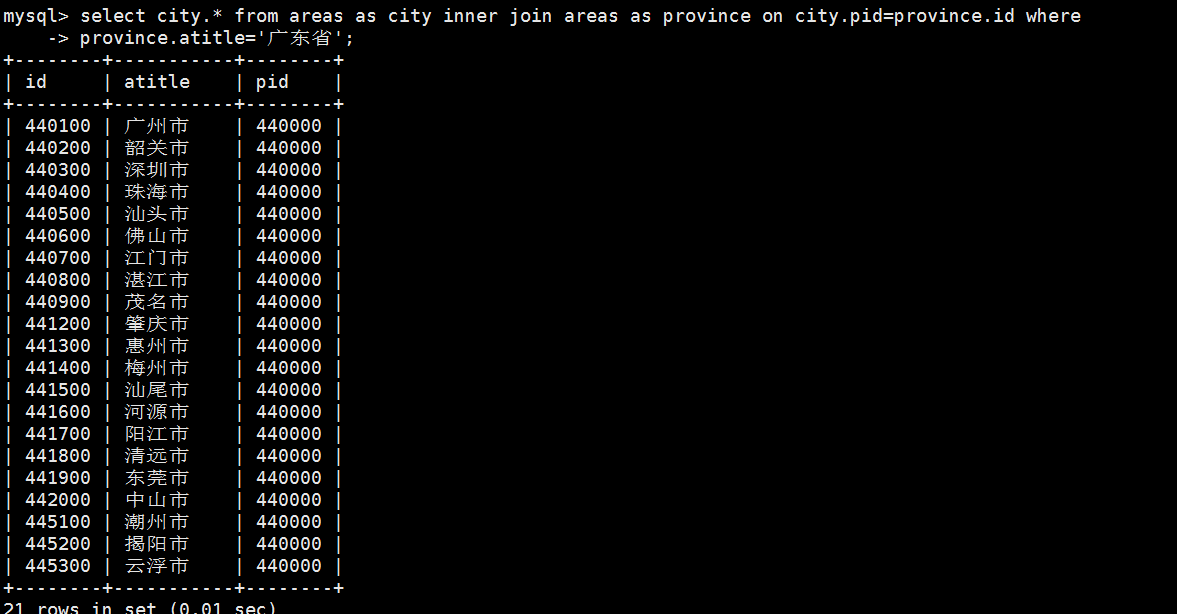 mysql> select city.* from areas as city inner join areas as province on city.pid=province.id where
    -> province.atitle='广东省';
+--------+-----------+--------+
| id     | atitle    | pid    |
+--------+-----------+--------+
| 440100 | 广州市    | 440000 |
| 440200 | 韶关市    | 440000 |
| 440300 | 深圳市    | 440000 |
| 440400 | 珠海市    | 440000 |
| 440500 | 汕头市    | 440000 |
| 440600 | 佛山市    | 440000 |
| 440700 | 江门市    | 440000 |
| 440800 | 湛江市    | 440000 |
| 440900 | 茂名市    | 440000 |
| 441200 | 肇庆市    | 440000 |
| 441300 | 惠州市    | 440000 |
| 441400 | 梅州市    | 440000 |
| 441500 | 汕尾市    | 440000 |
| 441600 | 河源市    | 440000 |
| 441700 | 阳江市    | 440000 |
| 441800 | 清远市    | 440000 |
| 441900 | 东莞市    | 440000 |
| 442000 | 中山市    | 440000 |
| 445100 | 潮州市    | 440000 |
| 445200 | 揭阳市    | 440000 |
| 445300 | 云浮市    | 440000 |
+--------+-----------+--------+
21 rows in set (0.01 sec)